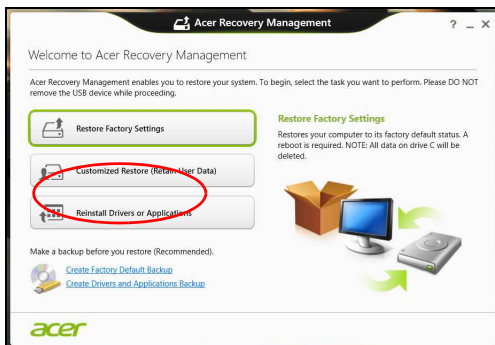 Acer Recovery Management
? _ X
Welcome to Acer Recovery Management
Acer Recovery Management enables you to restore your system. To begin, select the task you want to perform. Please DO NOT
remove the USB device while proceeding.
Restore Factory Settings
Customized Restore (Retain User Data)
Reinstall Drivers or Applications
Restore Factory Settings
Restores your computer to its factory default status. A
reboot is required. NOTE: All data on drive C will be
deleted.
Make a backup before you restore (Recommended).
Create Factory Default Backup
Create Drivers and Applications Backup
acer